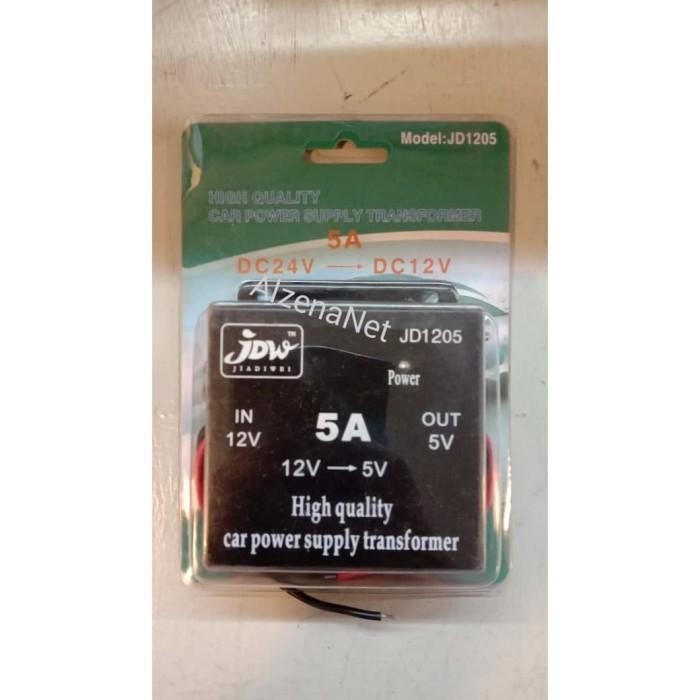 Model:JD1205
HIGH QUALITY
CAR POWER SUPPLY TRANSFORMER
5A
DC24V → DC12V
AlzenaNet
JDW ™
JIADIWEI
JD1205
Power
IN
12V
5A
OUT
5V
12V → 5V
High quality
car power supply transformer